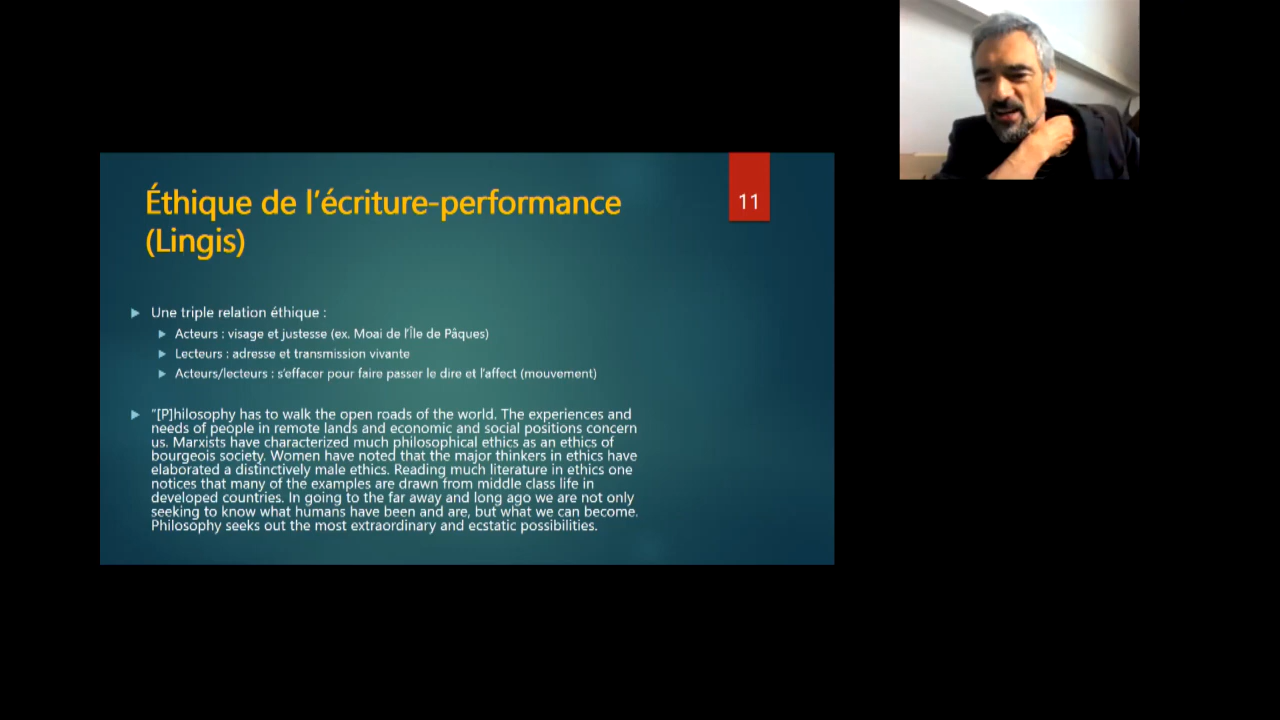 Éthique de l'écriture-performance
(Lingis)
11
Une triple relation éthique :
Acteurs : visage et justesse (ex. Moai de l'Île de Pâques)
Lecteurs : adresse et transmission vivante
Acteurs/lecteurs : s'effacer pour faire passer le dire et l'affect (mouvement)
"[P]hilosophy has to walk the open roads of the world. The experiences and
needs of people in remote lands and economic and social positions concern
us. Marxists have characterized much philosophical ethics as an ethics of
bourgeois society. Women have noted that the major thinkers in ethics have
elaborated a distinctively male ethics. Reading much literature in ethics one
notices that many of the examples are drawn from middle class life in
developed countries. In going to the far away and long ago we are not only
seeking to know what humans have been and are, but what we can become.
Philosophy seeks out the most extraordinary and ecstatic possibilities.